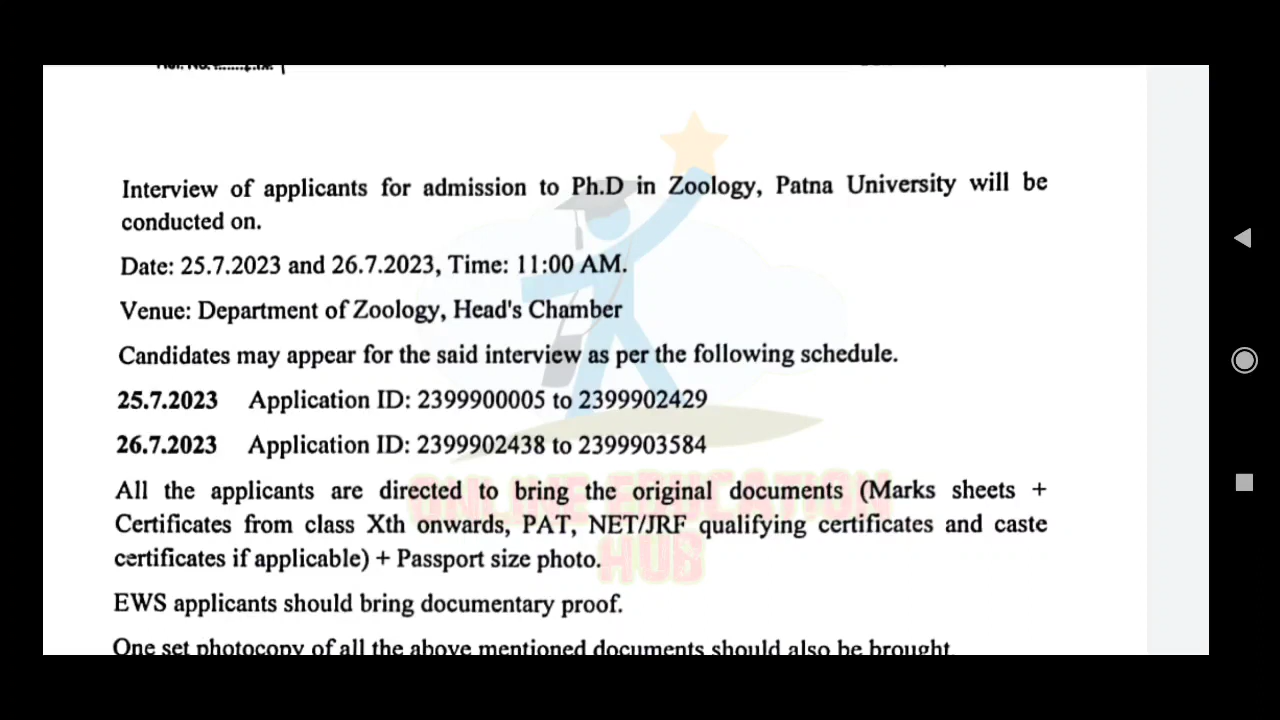 Interview of applicants for admission to Ph.D in Zoology, Patna University will be
conducted on.
Date: 25.7.2023 and 26.7.2023, Time: 11:00 AM.
Venue: Department of Zoology, Head's Chamber
Candidates may appear for the said interview as per the following schedule.
25.7.2023 Application ID: 2399900005 to 2399902429
26.7.2023 Application ID: 2399902438 to 2399903584
All the applicants are directed to bring the original documents (Marks sheets +
Certificates from class Xth onwards, PAT, NET/JRF qualifying certificates and caste
certificates if applicable) + Passport size photo.
EWS applicants should bring documentary proof.
One set photocopy of all the above mentioned documents should also be brought.
ONLINE EDUCATION
HUB